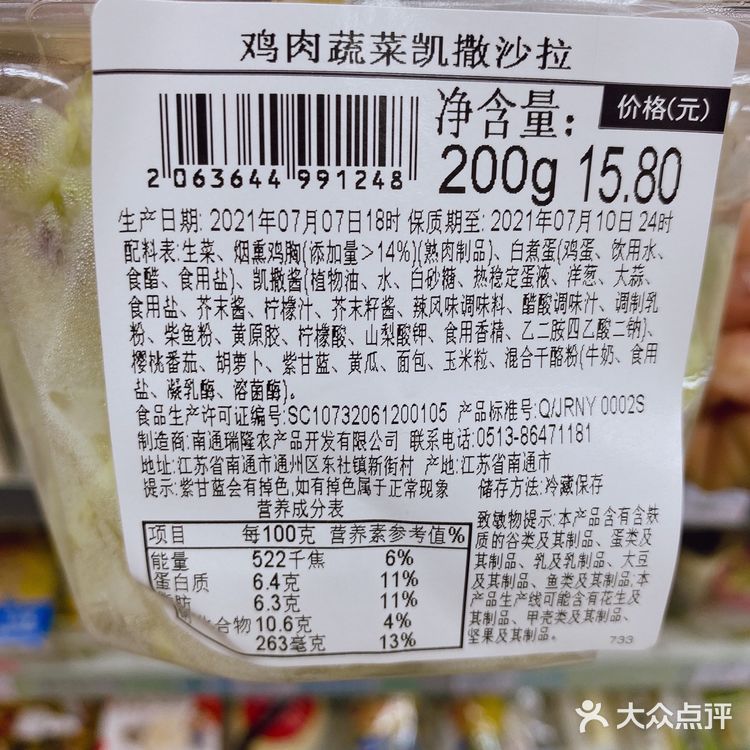 鸡肉蔬菜凯撒沙拉
净含量: 价格(元)
200g 15.80
2 063644 991248
生产日期: 2021年07月07日18时 保质期至: 2021年07月10日24时
配料表:生菜、烟熏鸡胸(添加量>14%)(熟肉制品)、白煮蛋(鸡蛋、饮用水、
食醋、食用盐)、凯撒酱(植物油、水、白砂糖、热稳定蛋液、洋葱、大蒜、
食用盐、芥末酱、柠檬汁、芥末籽酱、辣风味调味料、醋酸调味汁、调制乳
粉、柴鱼粉、黄原胶、柠檬酸、山梨酸钾、食用香精、乙二胺四乙酸二钠)、
樱桃番茄、胡萝卜、紫甘蓝、黄瓜、面包、玉米粒、混合干酪粉(牛奶、食用
盐、凝乳酶、溶菌酶)。
食品生产许可证编号:SC10732061200105 产品标准号:Q/JRNY 0002S
制造商:南通瑞隆农产品开发有限公司 联系电话:0513-86471181
地址:江苏省南通市通州区东社镇新街村 产地:江苏省南通市
提示:紫甘蓝会有掉色,如有掉色属于正常现象 储存方法:冷藏保存
营养成分表
项目 每100克 营养素参考值%
能量 522千焦 6%
蛋白质 6.4克 11%
肪 6.3克 11%
合物 10.6克 4%
263毫克 13%
致敏物提示:本产品含有含麸
质的谷类及其制品、蛋类及
其制品、乳及乳制品、大豆
及其制品、鱼类及其制品,本
产品生产线可能含有花生及
其制品、甲壳类及其制品、
坚果及其制品。
733
大众点评